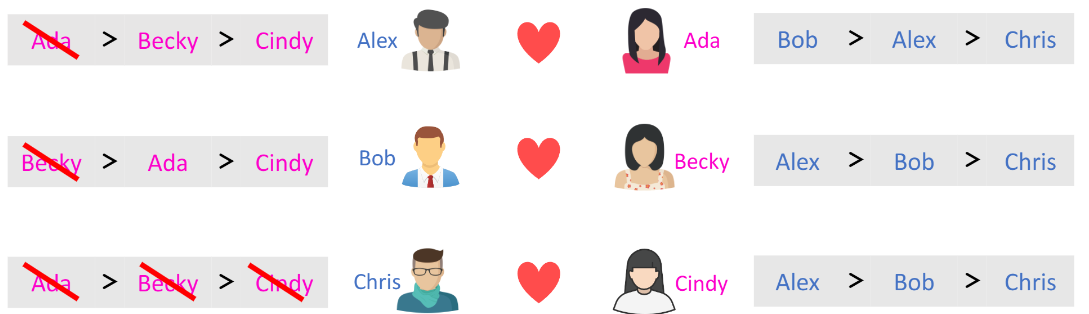 Ada > Becky > Cindy Alex Ada Bob > Alex > Chris
Becky > Ada > Cindy Bob Becky Alex > Bob > Chris
Ada > Becky > Cindy Chris Cindy Alex > Bob > Chris